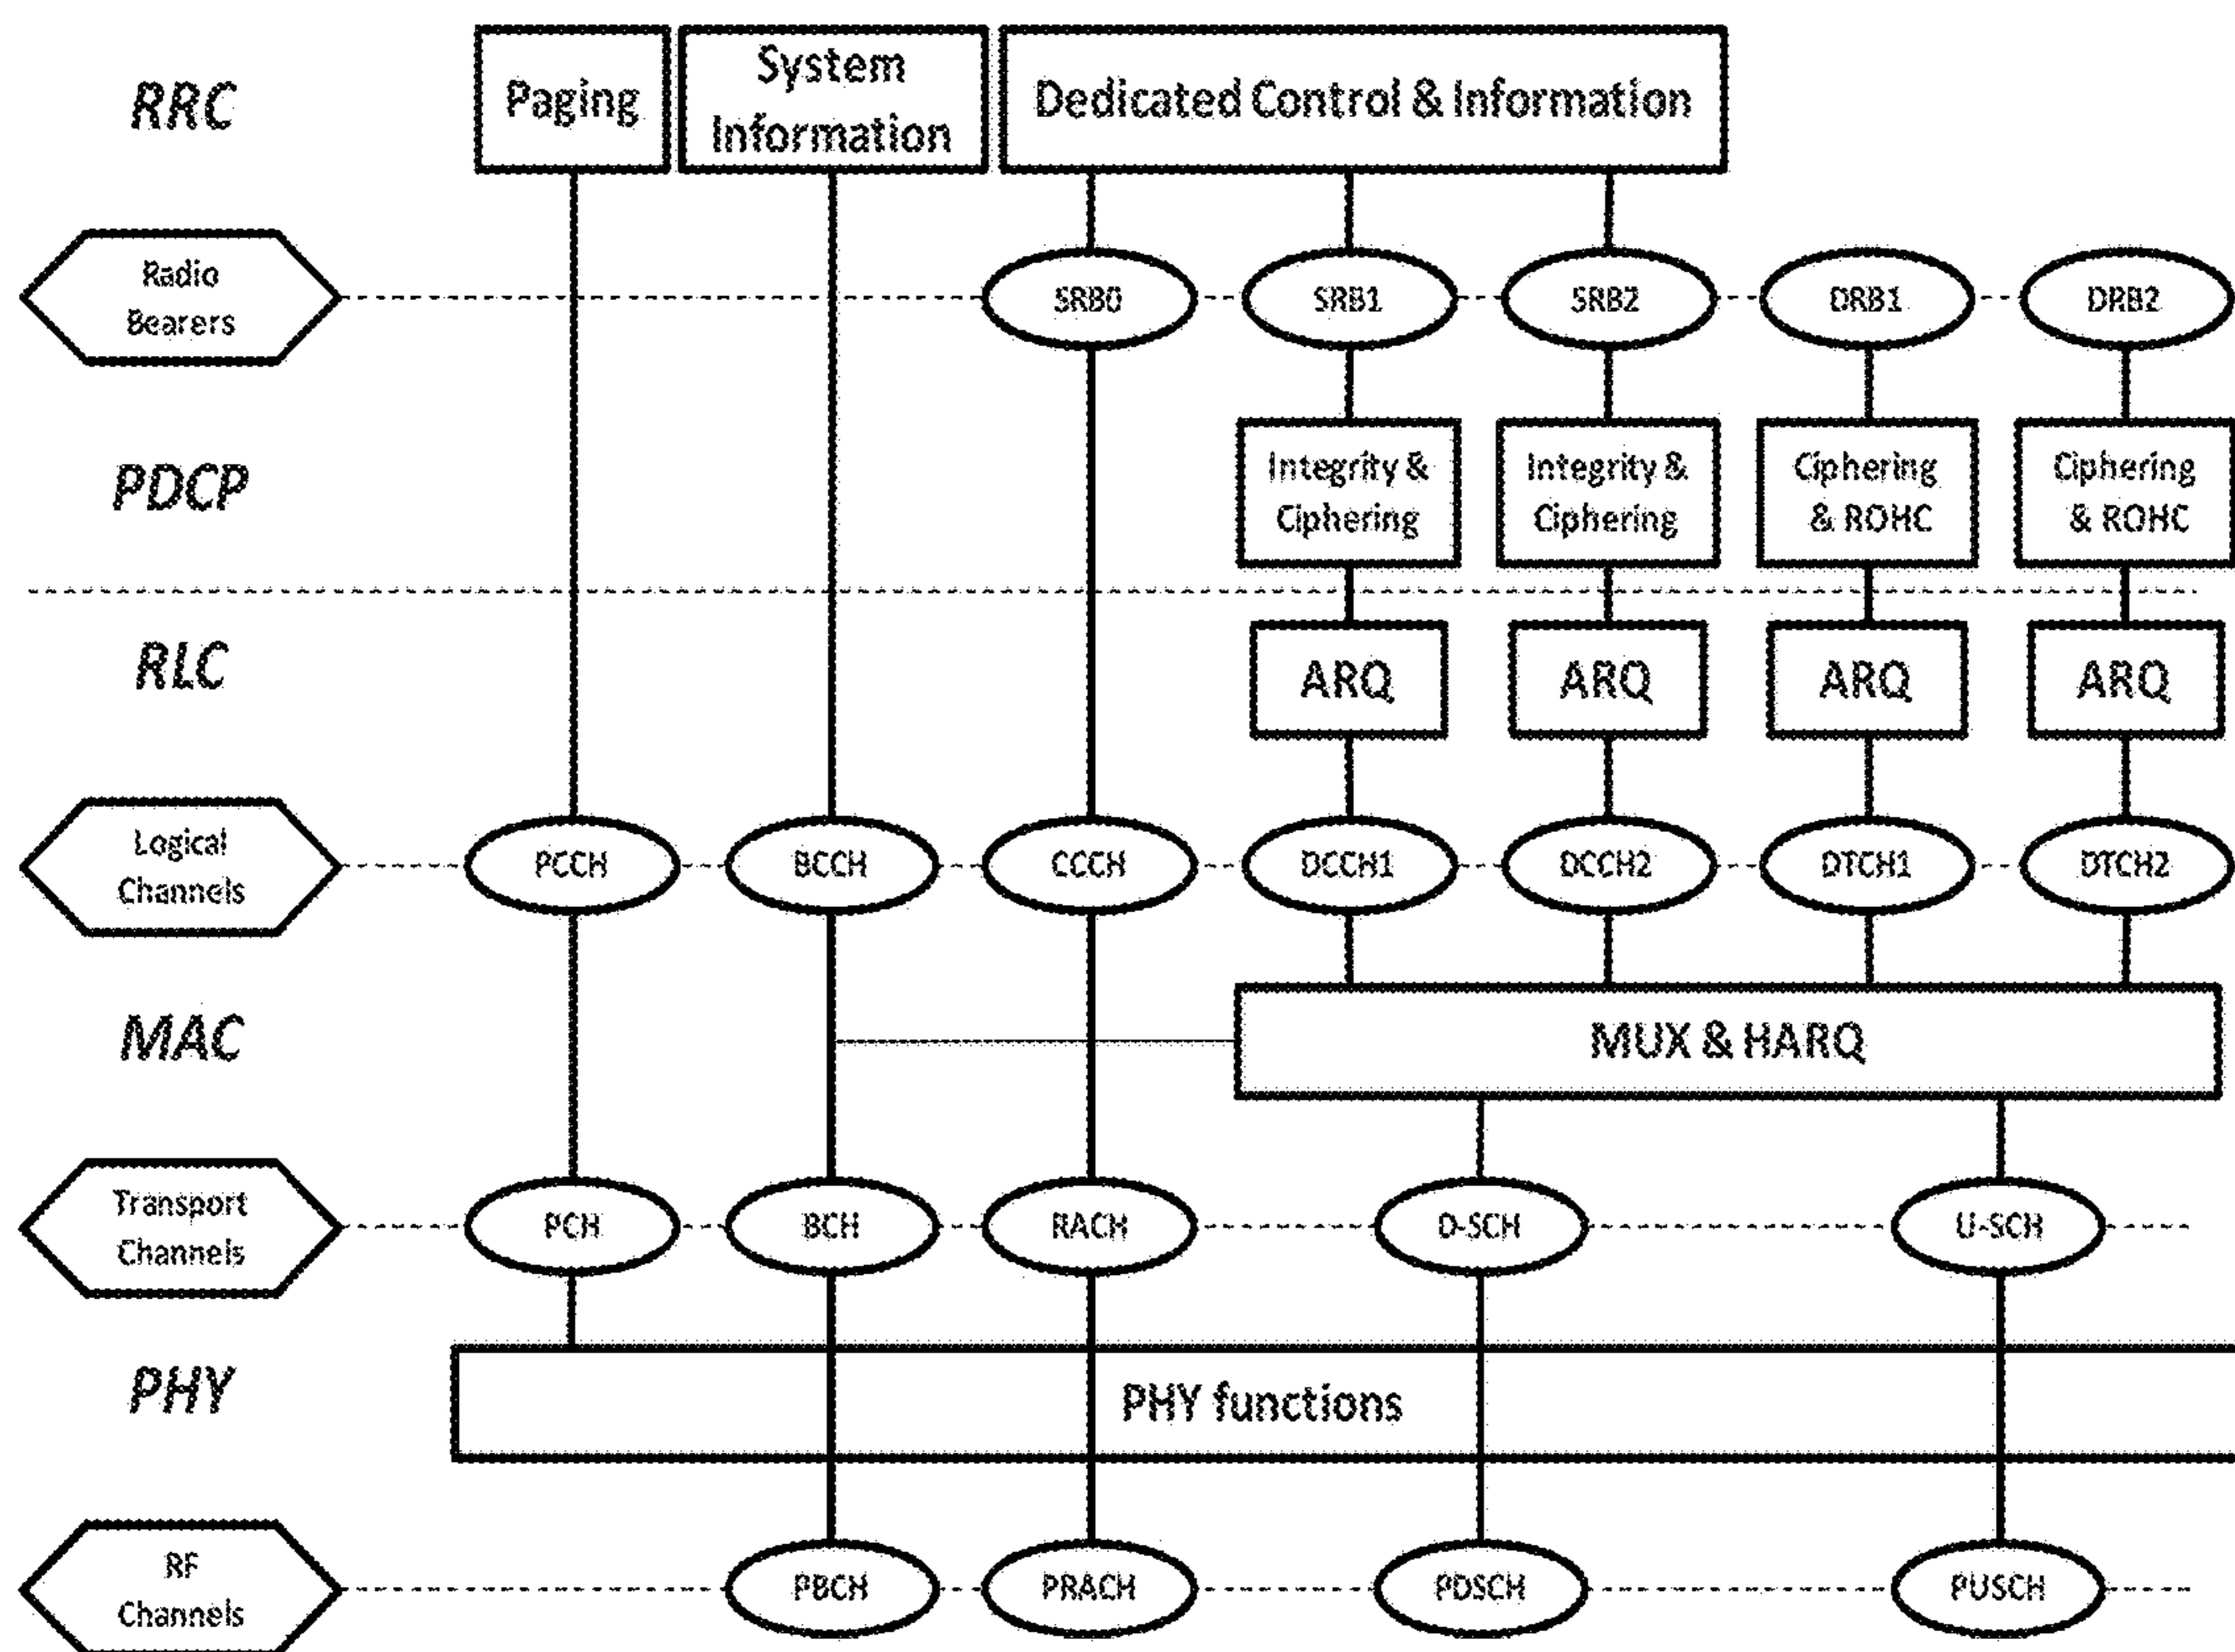 RRC
Paging
System
Information
Dedicated Control & Information
Radio
Bearers
SRB0
SRB1
SRB2
DRB1
DRB2
PDCP
Integrity &
Ciphering
Integrity &
Ciphering
Ciphering
& ROHC
Ciphering
& ROHC
RLC
ARQ
ARQ
ARQ
ARQ
Logical
Channels
PCCH
BCCH
CCCH
DCCH1
DCCH2
DTCH1
DTCH2
MAC
MUX & HARQ
Transport
Channels
PCH
BCH
RACH
D-SCH
U-SCH
PHY
PHY functions
RF
Channels
PBCH
PRACH
PDSCH
PUSCH